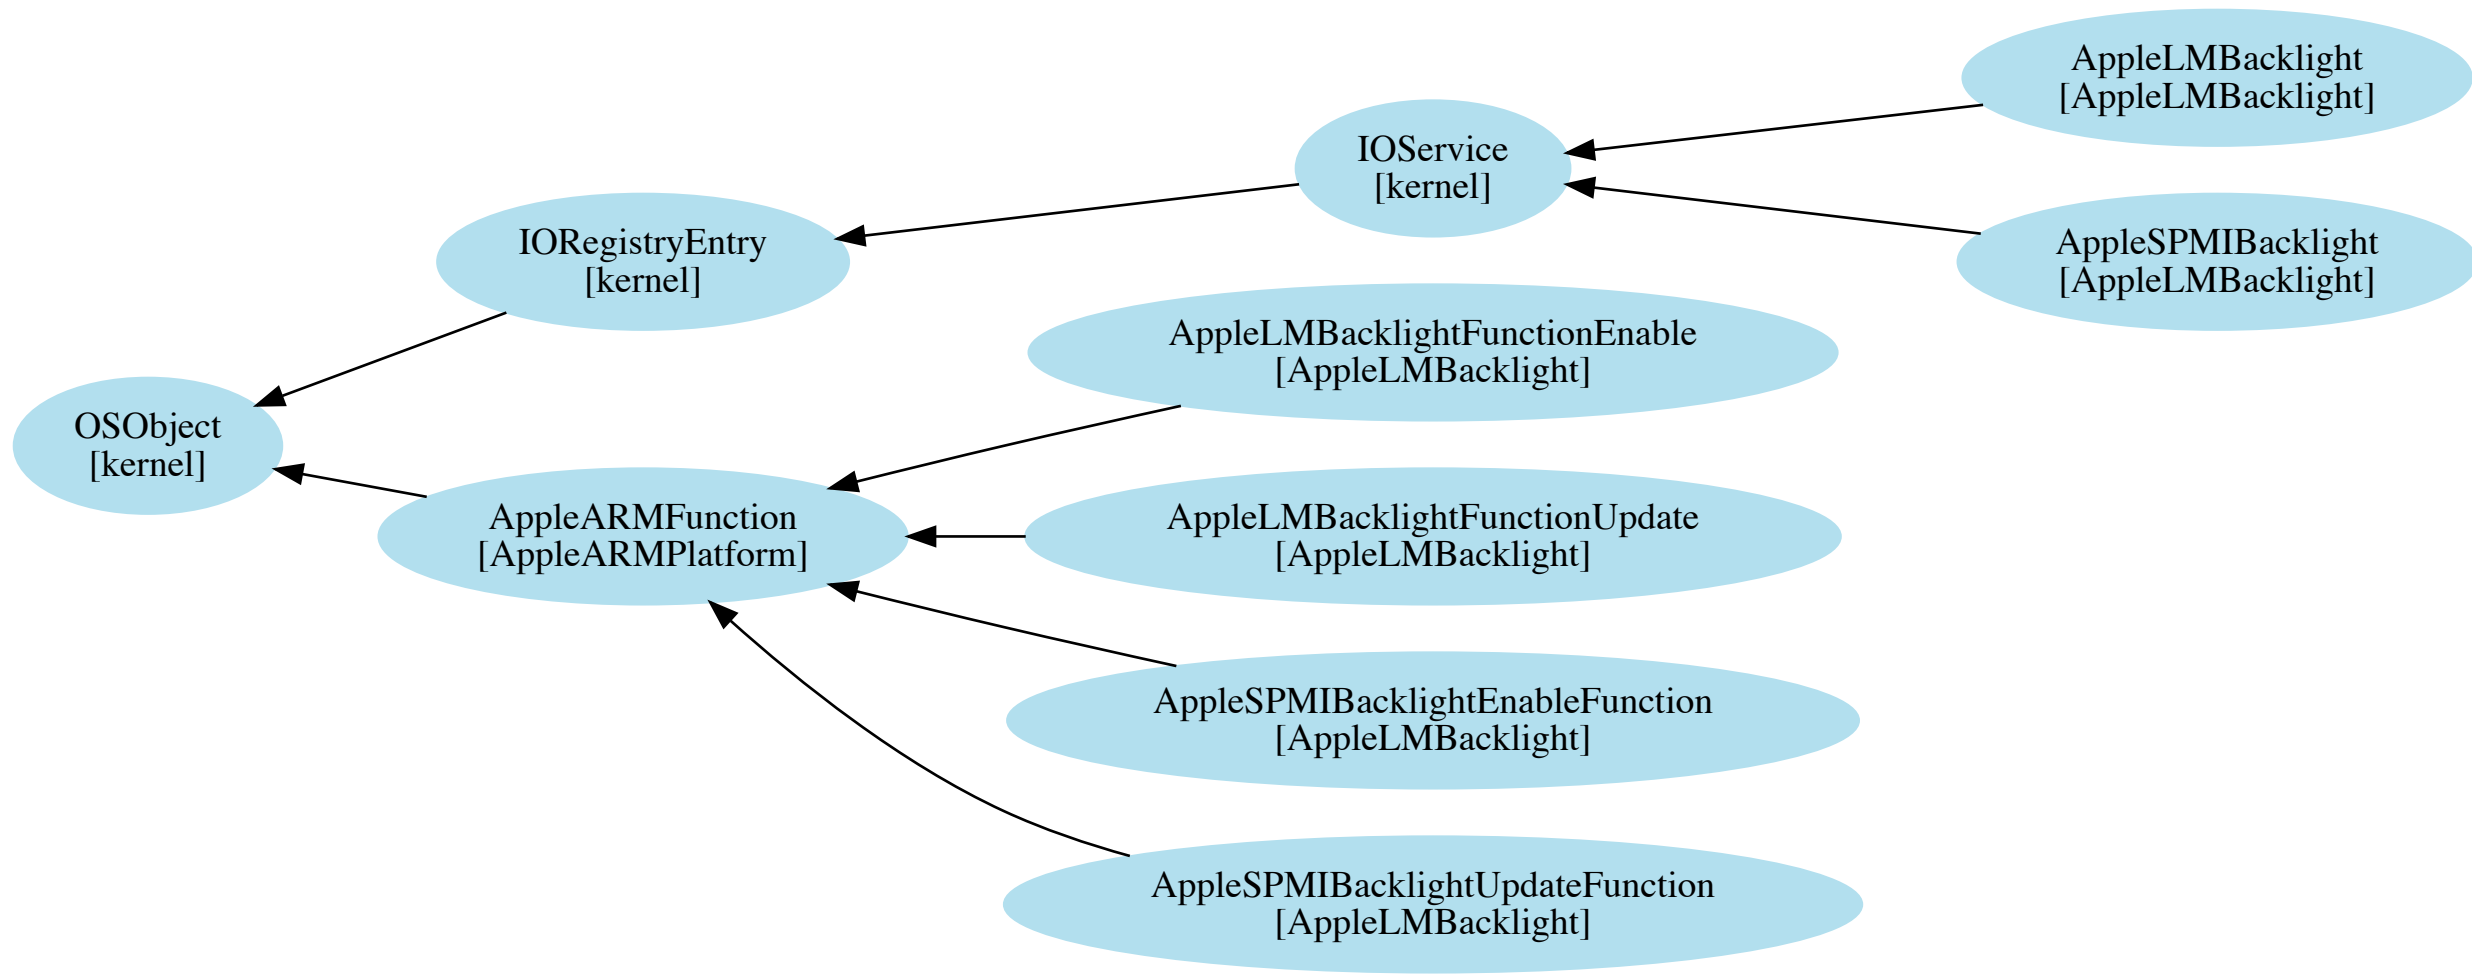 AppleLMBacklight
[AppleLMBacklight]
IOService
[kernel]
IORegistryEntry
[kernel]
AppleSPMIBacklight
[AppleLMBacklight]
AppleLMBacklightFunctionEnable
[AppleLMBacklight]
OSObject
[kernel]
AppleARMFunction
[AppleARMPlatform]
AppleLMBacklightFunctionUpdate
[AppleLMBacklight]
AppleSPMIBacklightEnableFunction
[AppleLMBacklight]
AppleSPMIBacklightUpdateFunction
[AppleLMBacklight]